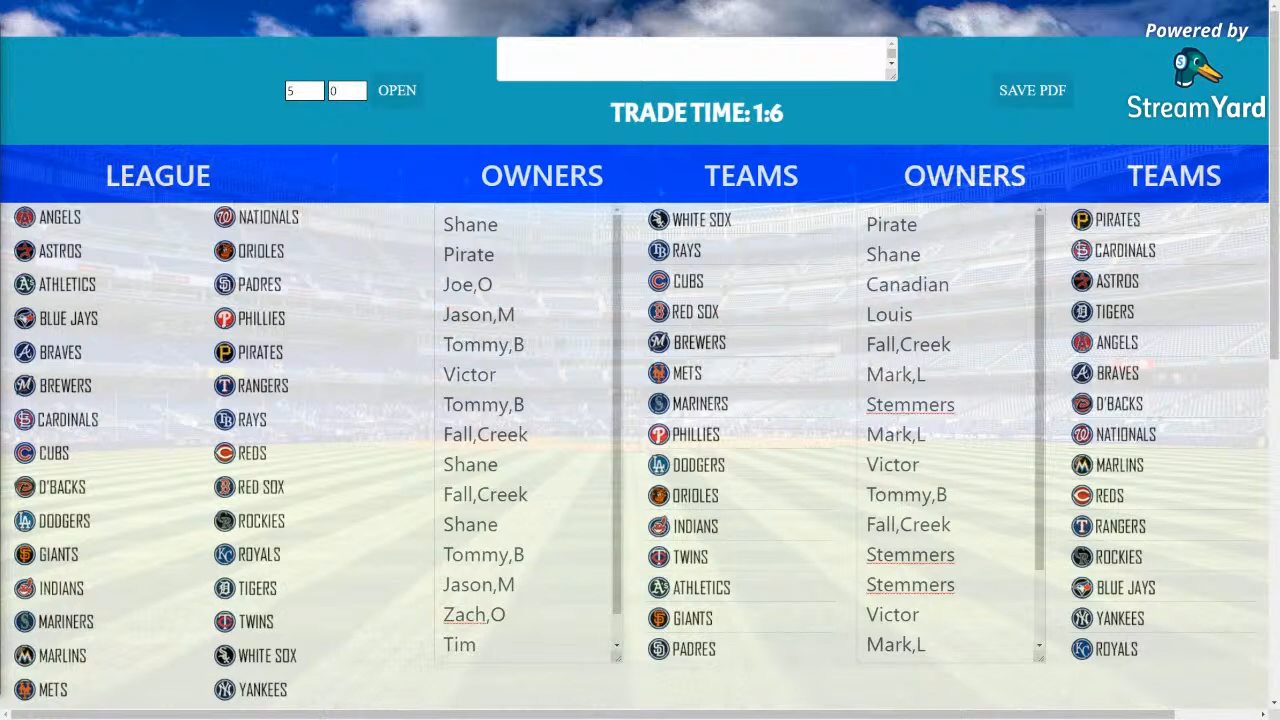 Powered by
StreamYard
5 0 OPEN
SAVE PDF
TRADE TIME: 1:6
LEAGUE OWNERS TEAMS OWNERS TEAMS
ANGELS NATIONALS Shane WHITE SOX Pirate PIRATES
ASTROS ORIOLES Pirate RAYS Shane CARDINALS
ATHLETICS PADRES Joe,O CUBS Canadian ASTROS
BLUE JAYS PHILLIES Jason,M RED SOX Louis TIGERS
BRAVES PIRATES Tommy,B BREWERS Fall,Creek ANGELS
BREWERS RANGERS Victor METS Mark,L BRAVES
CARDINALS RAYS Tommy,B MARINERS Stemmers D'BACKS
CUBS REDS Fall,Creek PHILLIES Mark,L NATIONALS
D'BACKS RED SOX Shane DODGERS Victor MARLINS
DODGERS ROCKIES Fall,Creek ORIOLES Tommy,B REDS
GIANTS ROYALS Shane INDIANS Fall,Creek RANGERS
INDIANS TIGERS Tommy,B TWINS Stemmers ROCKIES
MARINERS TWINS Jason,M ATHLETICS Stemmers BLUE JAYS
MARLINS WHITE SOX Zach,O GIANTS Victor YANKEES
METS YANKEES Tim PADRES Mark,L ROYALS